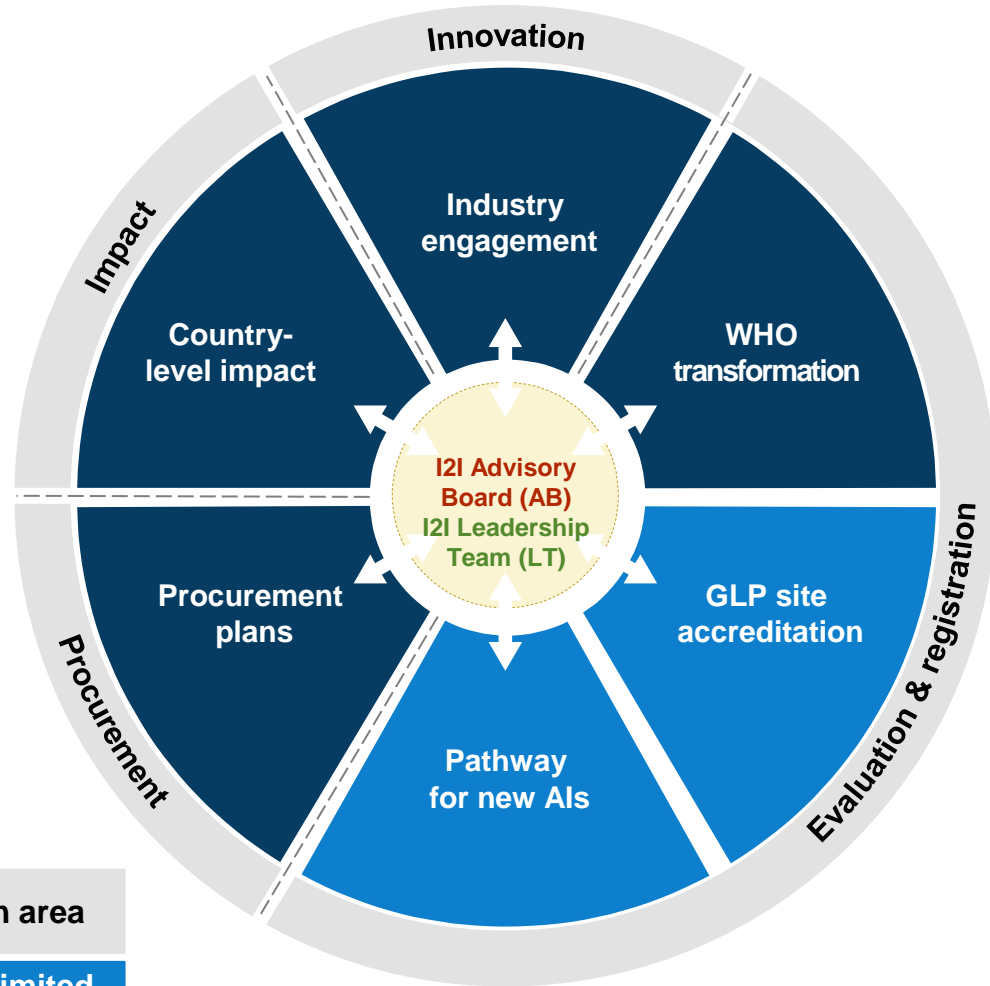 Innovation
Impact
Industry
engagement
Country-
level impact
WHO
transformation
I2I Advisory
Board (AB)
I2I Leadership
Team (LT)
Procurement
plans
GLP site
accreditation
Pathway
for new AIs
Procurement
Evaluation & registration
area